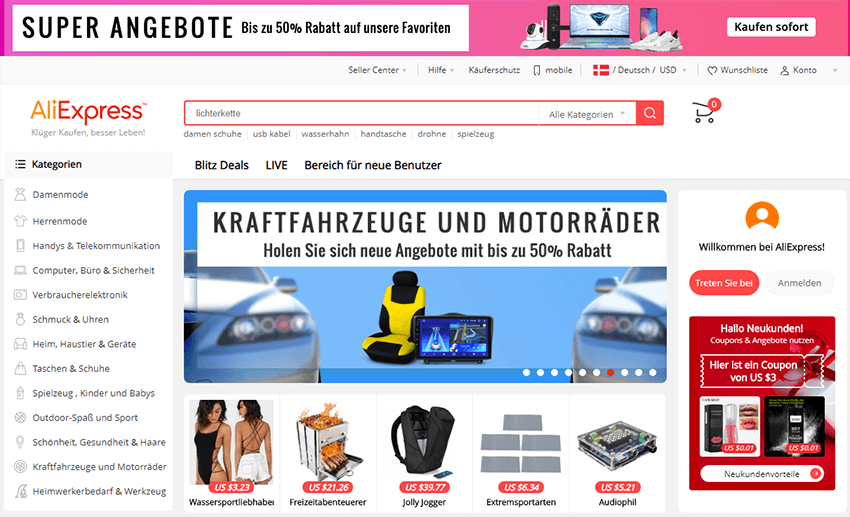 SUPER ANGEBOTE Bis zu 50% Rabatt auf unsere Favoriten
Kaufen sofort
Seller Center Hilfe Käuferschutz mobile / Deutsch / USD Wunschliste Konto
AliExpress™
Klüger Kaufen, besser Leben!
lichterkette
Alle Kategorien
0
damen schuhe usb kabel wasserhahn handtasche drohne spielzeug
Kategorien
Blitz Deals LIVE Bereich für neue Benutzer
Damenmode
Herrenmode
Handys & Telekommunikation
Computer, Büro & Sicherheit
Verbraucherelektronik
Schmuck & Uhren
Heim, Haustier & Geräte
Taschen & Schuhe
Spielzeug , Kinder und Babys
Outdoor-Spaß und Sport
Schönheit, Gesundheit & Haare
Kraftfahrzeuge und Motorräder
Heimwerkerbedarf & Werkzeug
KRAFTFAHRZEUGE UND MOTORRÄDER
Holen Sie sich neue Angebote mit bis zu 50% Rabatt
Willkommen bei AliExpress!
Treten Sie bei
Anmelden
Hallo Neukunden!
Coupons & Angebote nutzen
Hier ist ein Coupon
von US $3
US $0.01
US $0.01
Neukundenvorteile
US $3.23
Wassersportliebhaber
US $21.26
Freizeitabenteuerer
US $39.77
Jolly Jogger
US $6.34
Extremsportarten
US $5.21
Audiophil